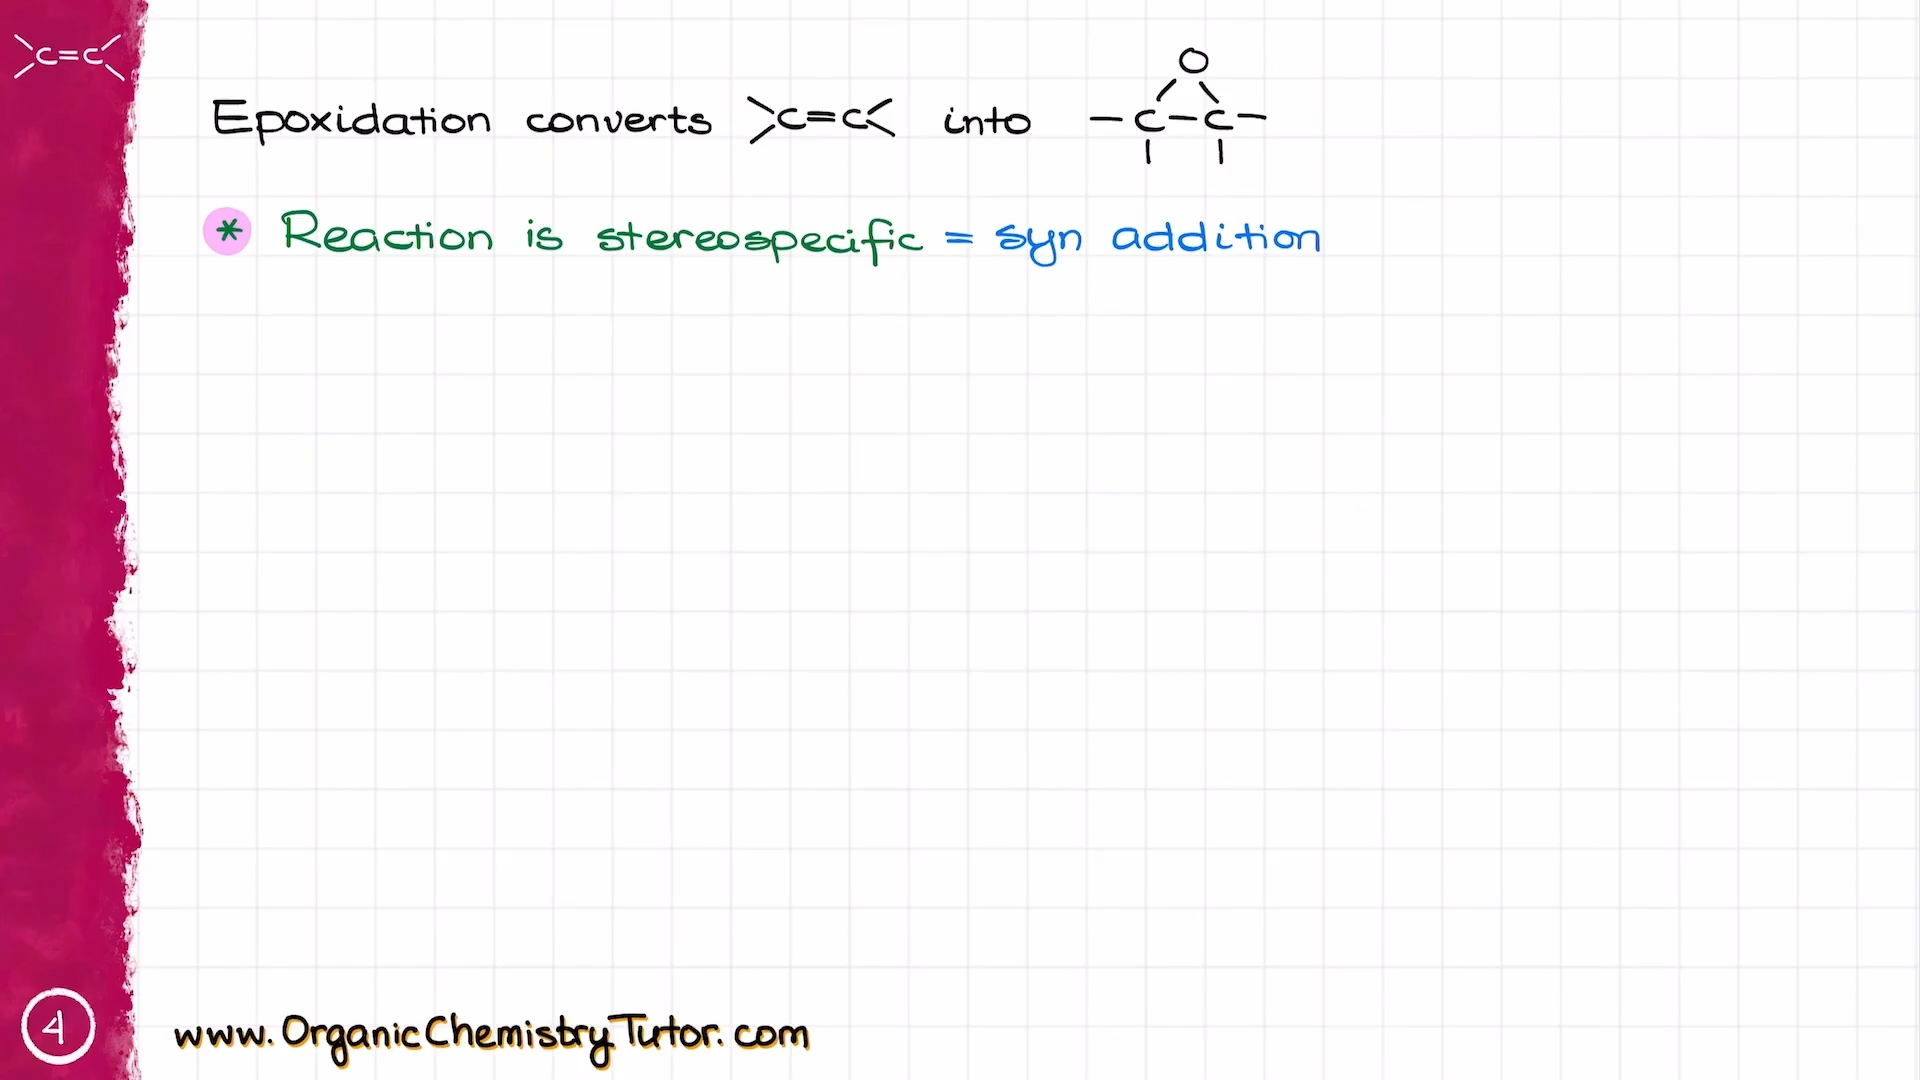 C=C
O
Epoxidation converts C=C into -C-C-
* Reaction is stereospecific = syn addition
4
www.OrganicChemistryTutor.com